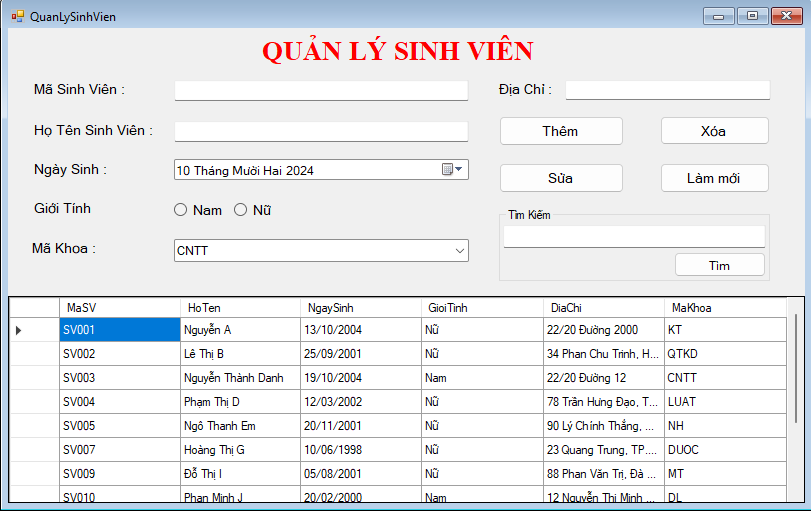 QuanLySinhVien
QUẢN LÝ SINH VIÊN
Mã Sinh Viên :
Địa Chỉ :
Họ Tên Sinh Viên :
Thêm
Xóa
Ngày Sinh :
10 Tháng Mười Hai 2024
Sửa
Làm mới
Giới Tính
Nam
Nữ
Tìm Kiếm
Mã Khoa :
CNTT
Tìm
MaSV HoTen NgaySinh GioiTinh DiaChi MaKhoa
SV001 Nguyễn A 13/10/2004 Nữ 22/20 Đường 2000 KT
SV002 Lê Thị B 25/09/2001 Nữ 34 Phan Chu Trinh, H... QTKD
SV003 Nguyễn Thành Danh 19/10/2004 Nam 22/20 Đường 12 CNTT
SV004 Phạm Thị D 12/03/2002 Nữ 78 Trần Hưng Đạo, T... LUAT
SV005 Ngô Thanh Em 20/11/2001 Nữ 90 Lý Chính Thắng, ... NH
SV007 Hoàng Thị G 10/06/1998 Nữ 23 Quang Trung, TP.... DUOC
SV009 Đỗ Thị I 05/08/2001 Nữ 88 Phan Văn Trị, Đà ... MT
SV010 Phan Minh J 20/02/2000 Nam 12 Nguyễn Thị Minh ... DL